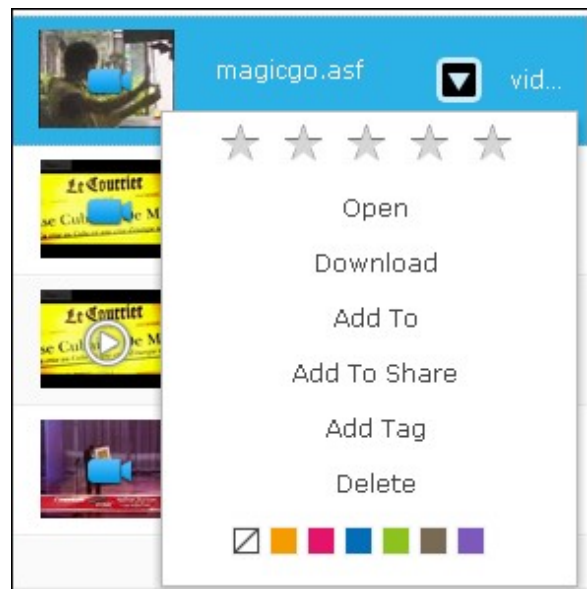 magicgo.asf vid...
Le Courrier
Open
Download
Add To
Le Courrier
Add To Share
Add Tag
Delete